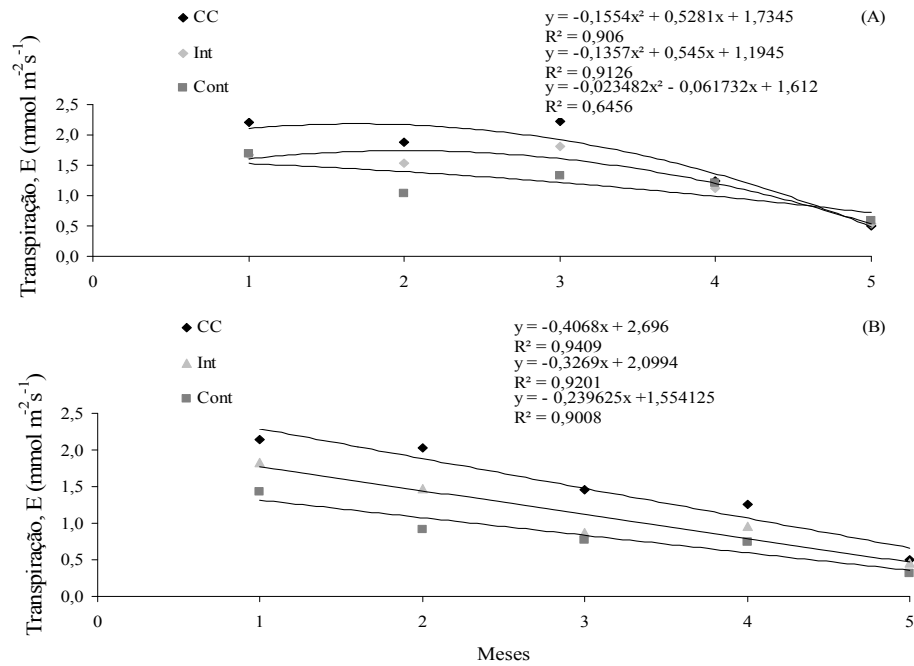 CC
Int
Cont
y = -0,1554x² + 0,5281x + 1,7345
R² = 0,906
y = -0,1357x² + 0,545x + 1,1945
R² = 0,9126
y = -0,023482x² - 0,061732x + 1,612
R² = 0,6456
(A)
Transpiração, E (mmol m⁻²s⁻¹)
2,5
2,0
1,5
1,0
0,5
0,0
0 1 2 3 4 5
CC
Int
Cont
y = -0,4068x + 2,696
R² = 0,9409
y = -0,3269x + 2,0994
R² = 0,9201
y = - 0,239625x +1,554125
R² = 0,9008
(B)
Transpiração, E (mmol m⁻²s⁻¹)
2,5
2,0
1,5
1,0
0,5
0,0
0 1 2 3 4 5
Meses